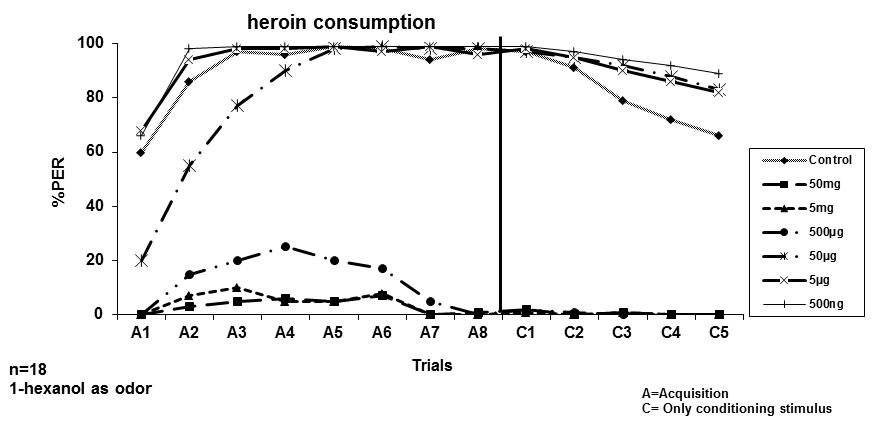 heroin consumption
100
80
60
40
20
0
%PER
A1 A2 A3 A4 A5 A6 A7 A8 C1 C2 C3 C4 C5
Trials
Control
50mg
5mg
500µg
50µg
5µg
500ng
n=18
1-hexanol as odor
A=Acquisition
C= Only conditioning stimulus